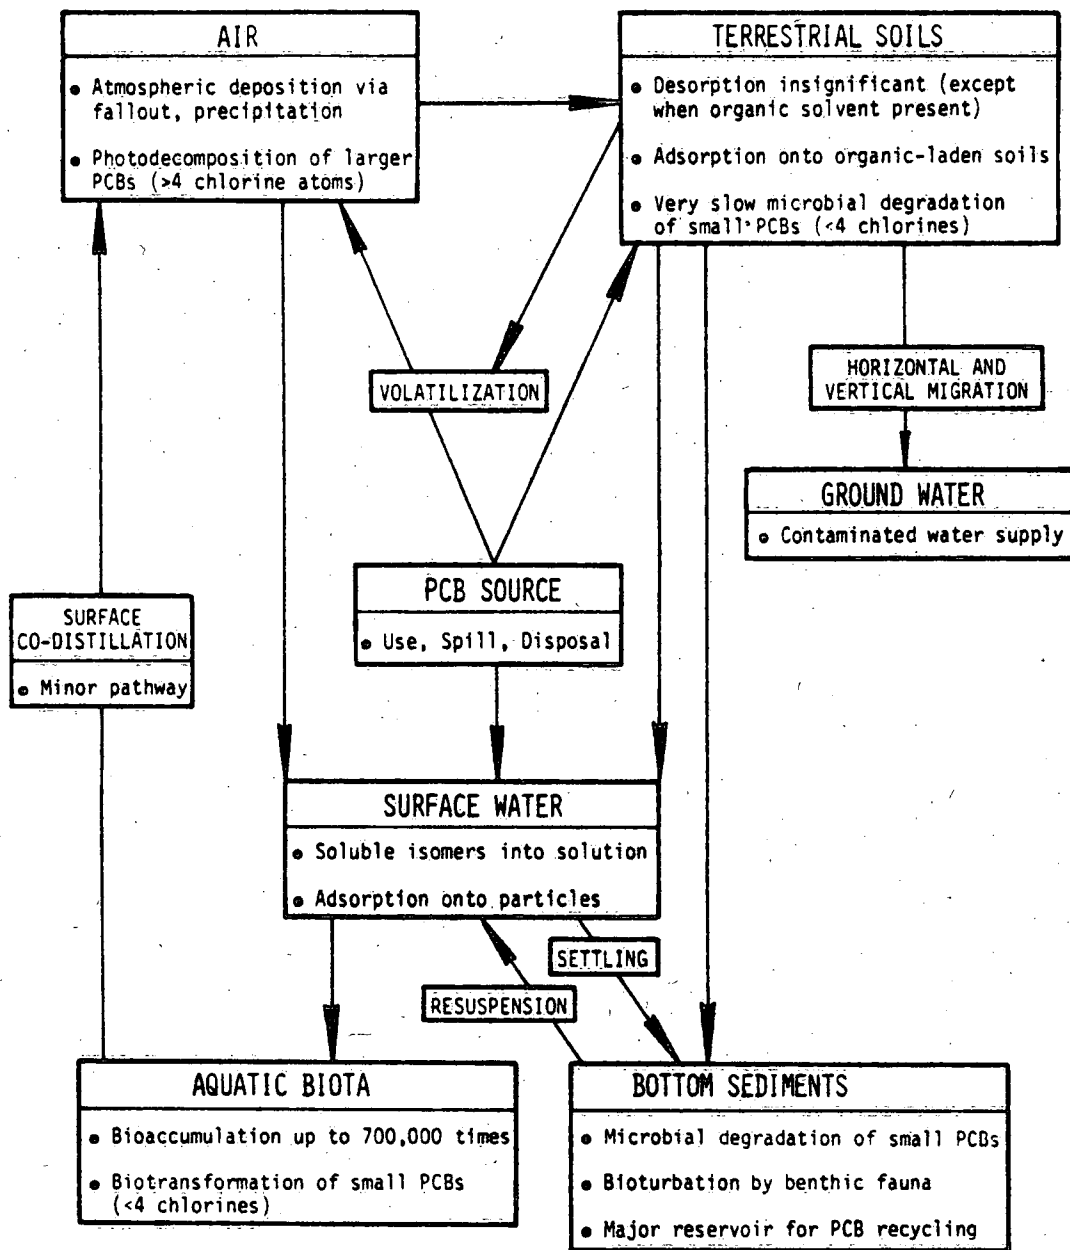 AIR
• Atmospheric deposition via
fallout, precipitation
• Photodecomposition of larger
PCBs (>4 chlorine atoms)
TERRESTRIAL SOILS
• Desorption insignificant (except
when organic solvent present)
• Adsorption onto organic-laden soils
• Very slow microbial degradation
of small PCBs (<4 chlorines)
VOLATILIZATION
HORIZONTAL AND
VERTICAL MIGRATION
GROUND WATER
• Contaminated water supply
PCB SOURCE
• Use, Spill, Disposal
SURFACE
CO-DISTILLATION
• Minor pathway
SURFACE WATER
• Soluble isomers into solution
• Adsorption onto particles
SETTLING
RESUSPENSION
AQUATIC BIOTA
• Bioaccumulation up to 700,000 times
• Biotransformation of small PCBs
(<4 chlorines)
BOTTOM SEDIMENTS
• Microbial degradation of small PCBs
• Bioturbation by benthic fauna
• Major reservoir for PCB recycling